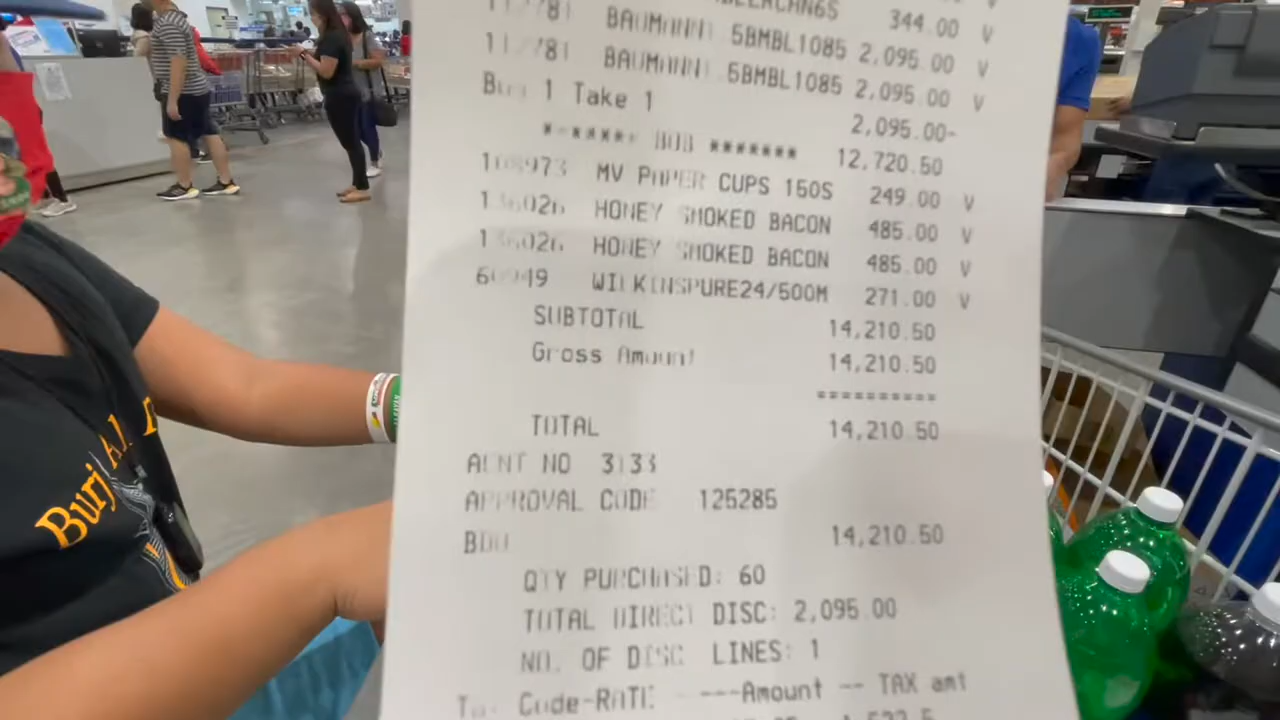 344.00 V
BAUMANN 5BMBL1085 2,095.00 V
BAUMANN 5BMBL1085 2,095.00 V
1 Take 1
2,095.00-
BOB ******* 12,720.50
MV PAPER CUPS 150S 249.00 V
HONEY SMOKED BACON 485.00 V
HONEY SMOKED BACON 485.00 V
WILKINSPURE24/500M 271.00 V
SUBTOTAL 14,210.50
Gross Amount 14,210.50
==========
TOTAL 14,210.50
NO 3133
APPROVAL CODE 125285
BDO 14,210.50
QTY PURCHASED: 60
TOTAL DIRECT DISC: 2,095.00
NO. OF DISC LINES: 1
Code-RATE ---Amount -- TAX amt
Burj Al